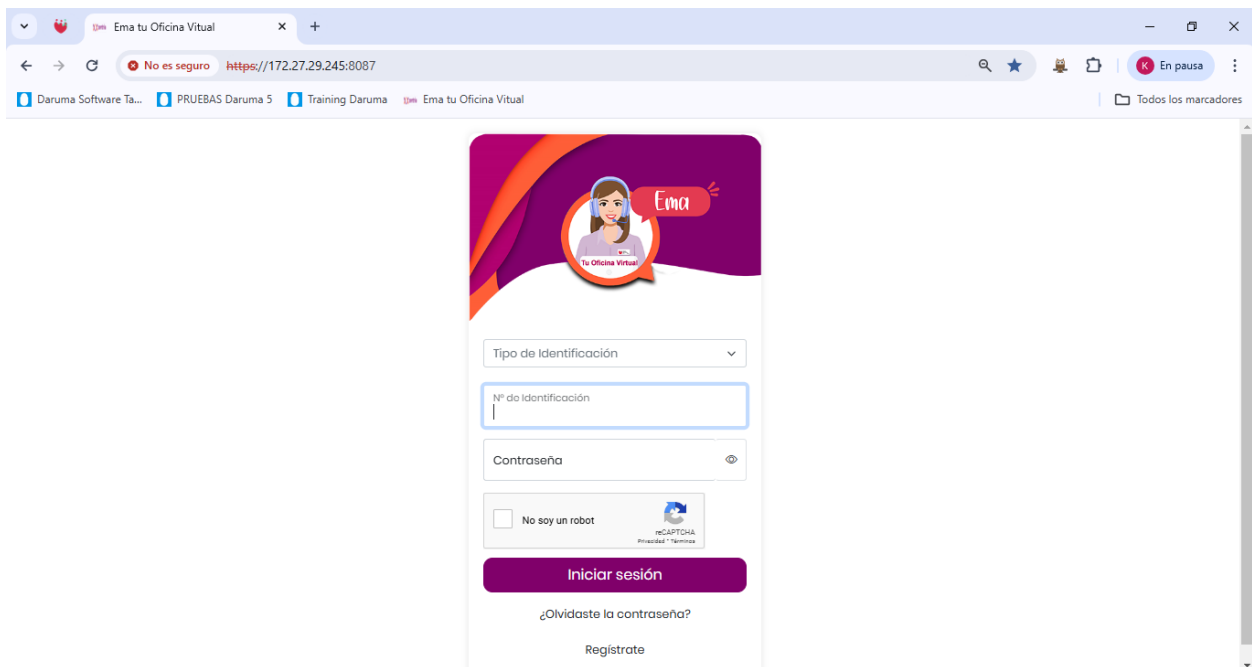 Ema tu Oficina Vitual
No es seguro https://172.27.29.245:8087
K En pausa
Daruma Software Ta... PRUEBAS Daruma 5 Training Daruma Ema tu Oficina Vitual Todos los marcadores
Ema
Tu Oficina Virtual
Tipo de Identificación
N° de Identificación
Contraseña
No soy un robot
reCAPTCHA
Privacidad * Términos
Iniciar sesión
¿Olvidaste la contraseña?
Regístrate